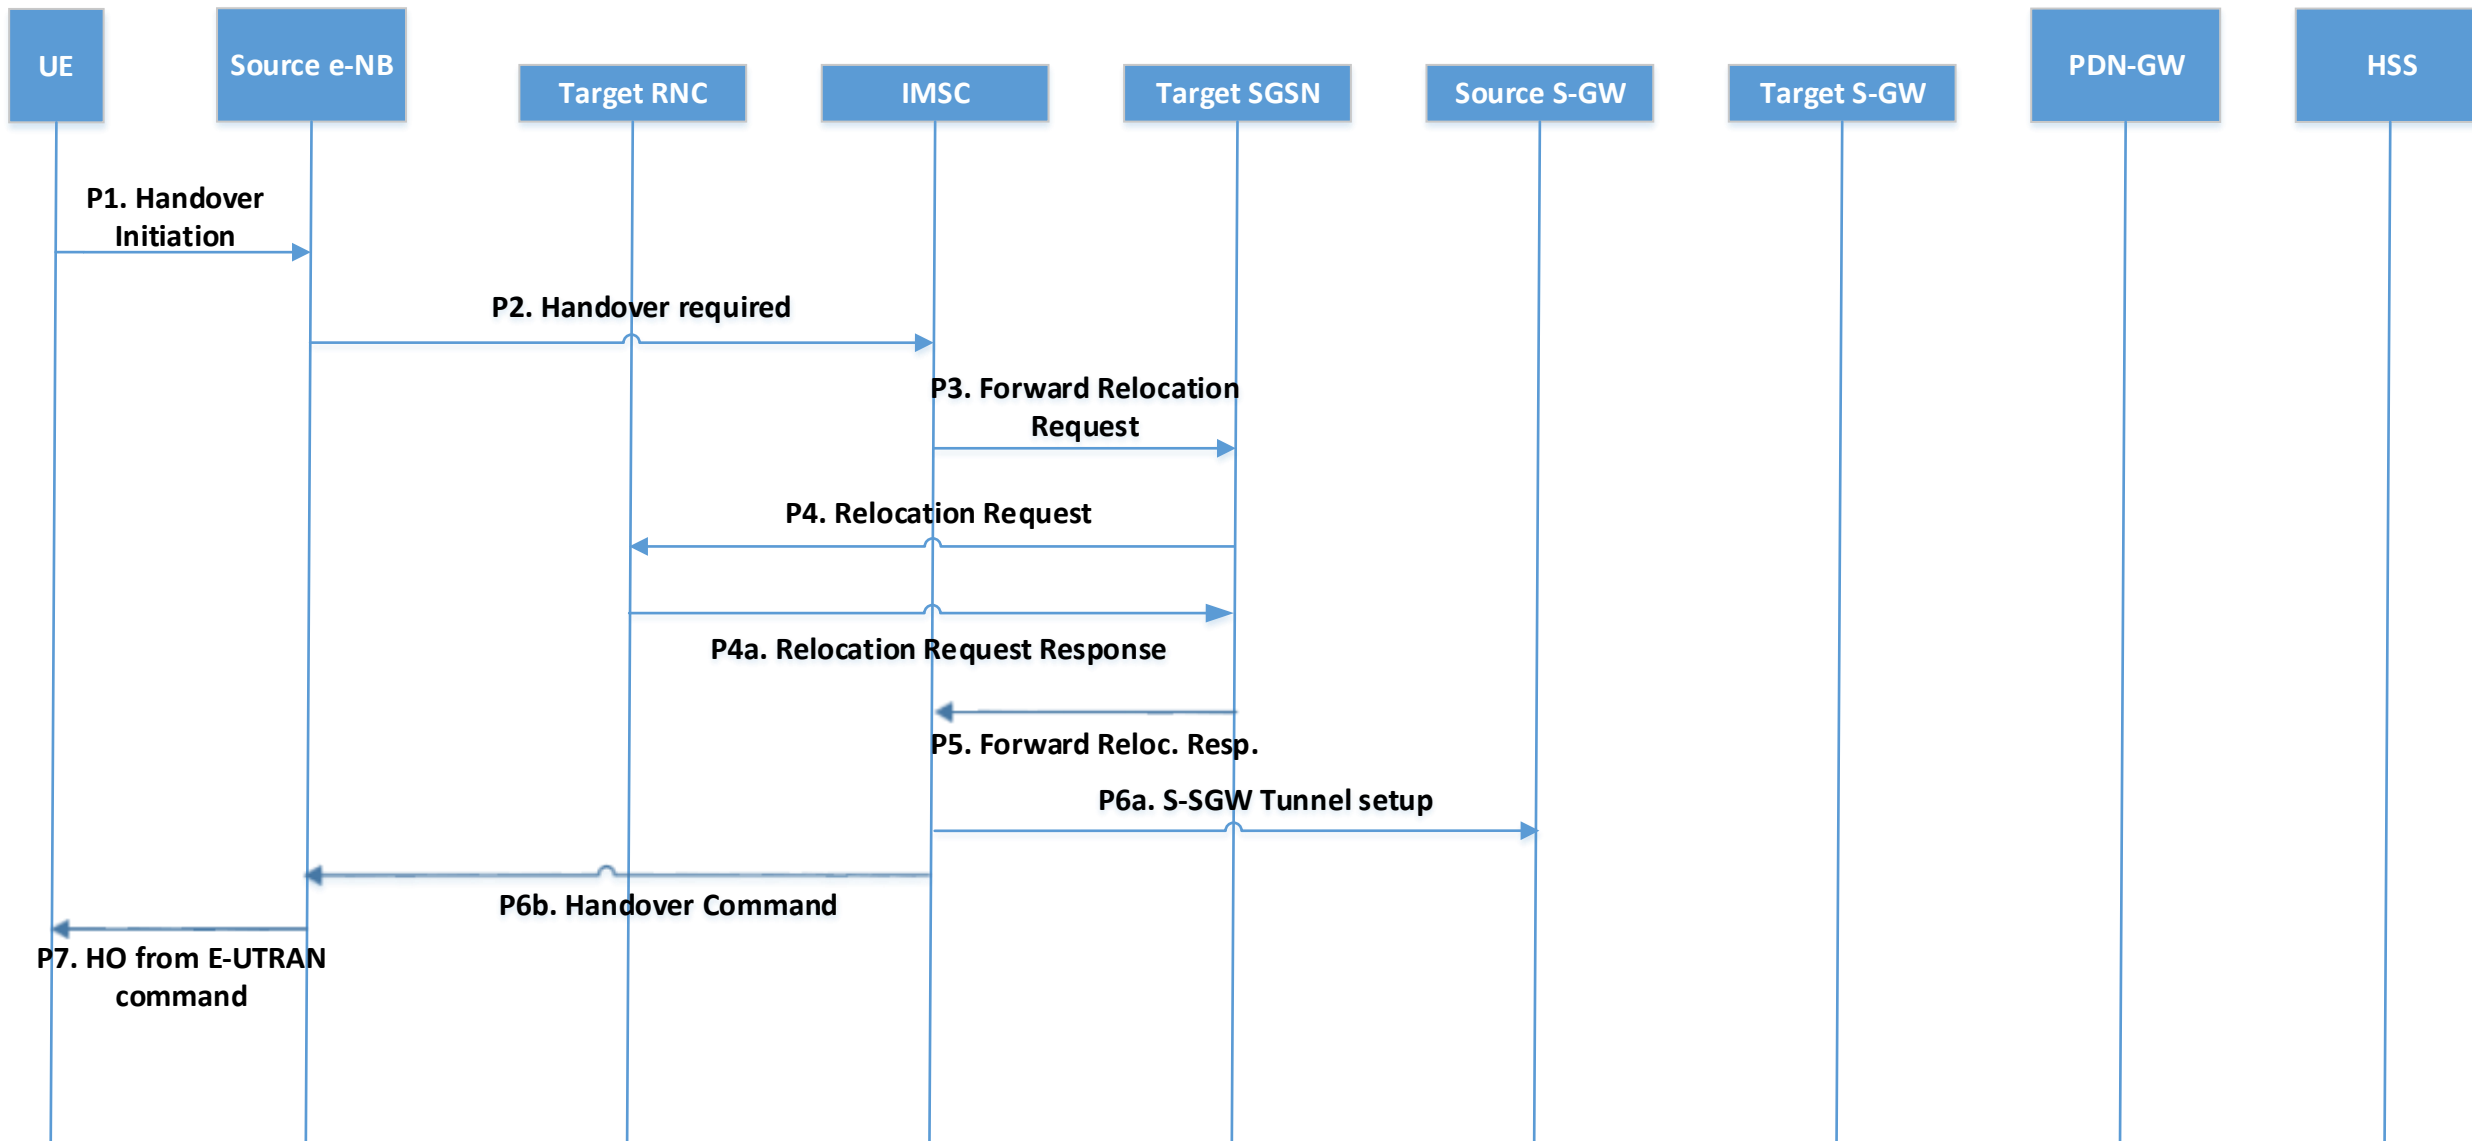 UE
Source e-NB
Target RNC
IMSC
Target SGSN
Source S-GW
Target S-GW
PDN-GW
HSS
P1. Handover
Initiation
P2. Handover required
P3. Forward Relocation
Request
P4. Relocation Request
P4a. Relocation Request Response
P5. Forward Reloc. Resp.
P6a. S-SGW Tunnel setup
P6b. Handover Command
P7. HO from E-UTRAN
command